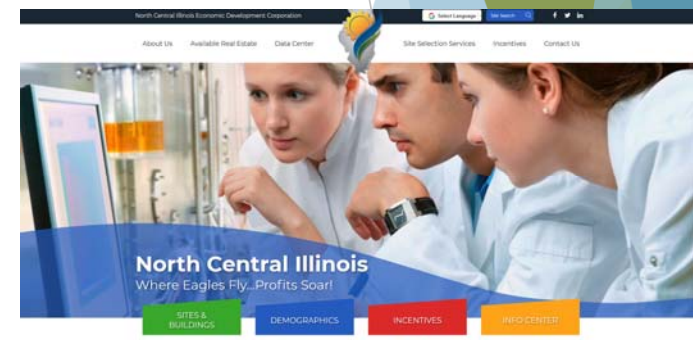 North Central Illinois Economic Development Corporation
Select Language
Site Search
About Us
Available Real Estate
Data Center
Site Selection Services
Incentives
Contact Us
North Central Illinois
Where Eagles Fly...Profits Soar!
SITES &
BUILDINGS
DEMOGRAPHICS
INCENTIVES
INFO CENTER